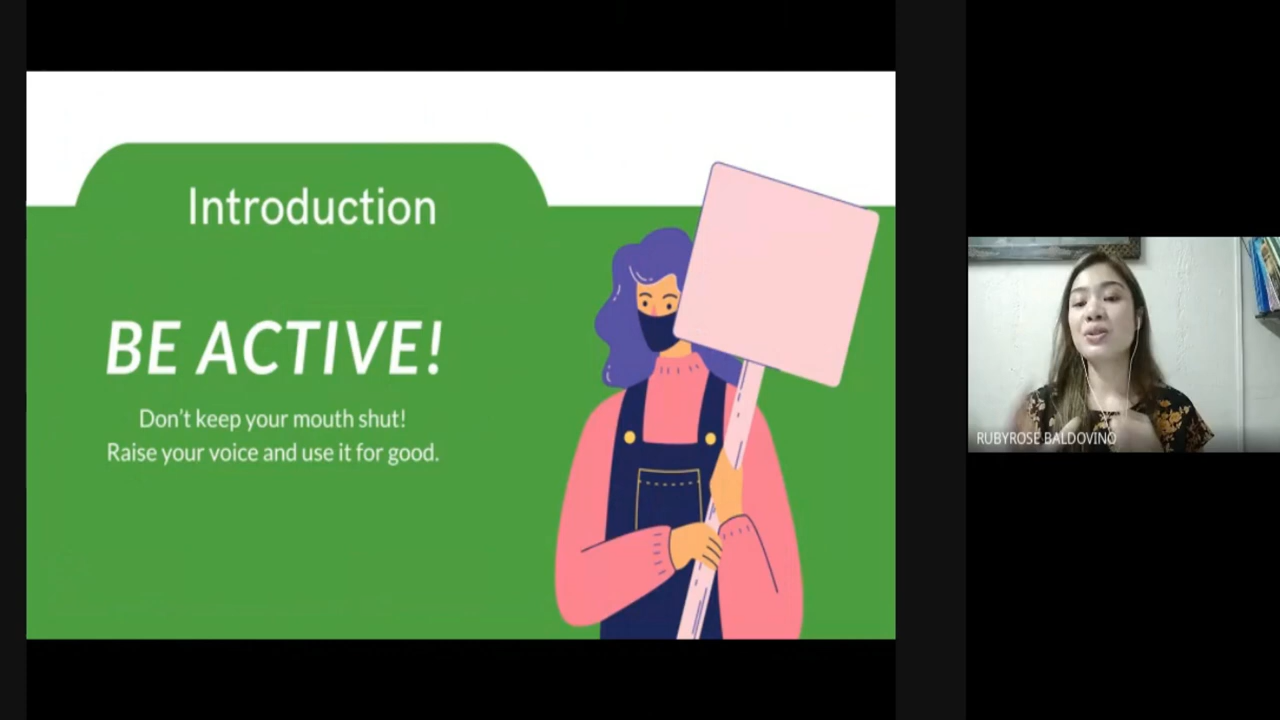 Introduction
BE ACTIVE!
Don't keep your mouth shut!
Raise your voice and use it for good.
RUBYROSE BALDOVINO